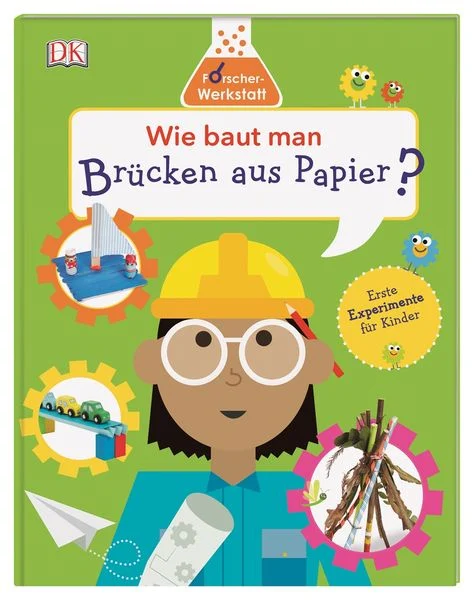 DK
Forscher-
Werkstatt
Wie baut man
Brücken aus Papier?
Erste
Experimente
für Kinder